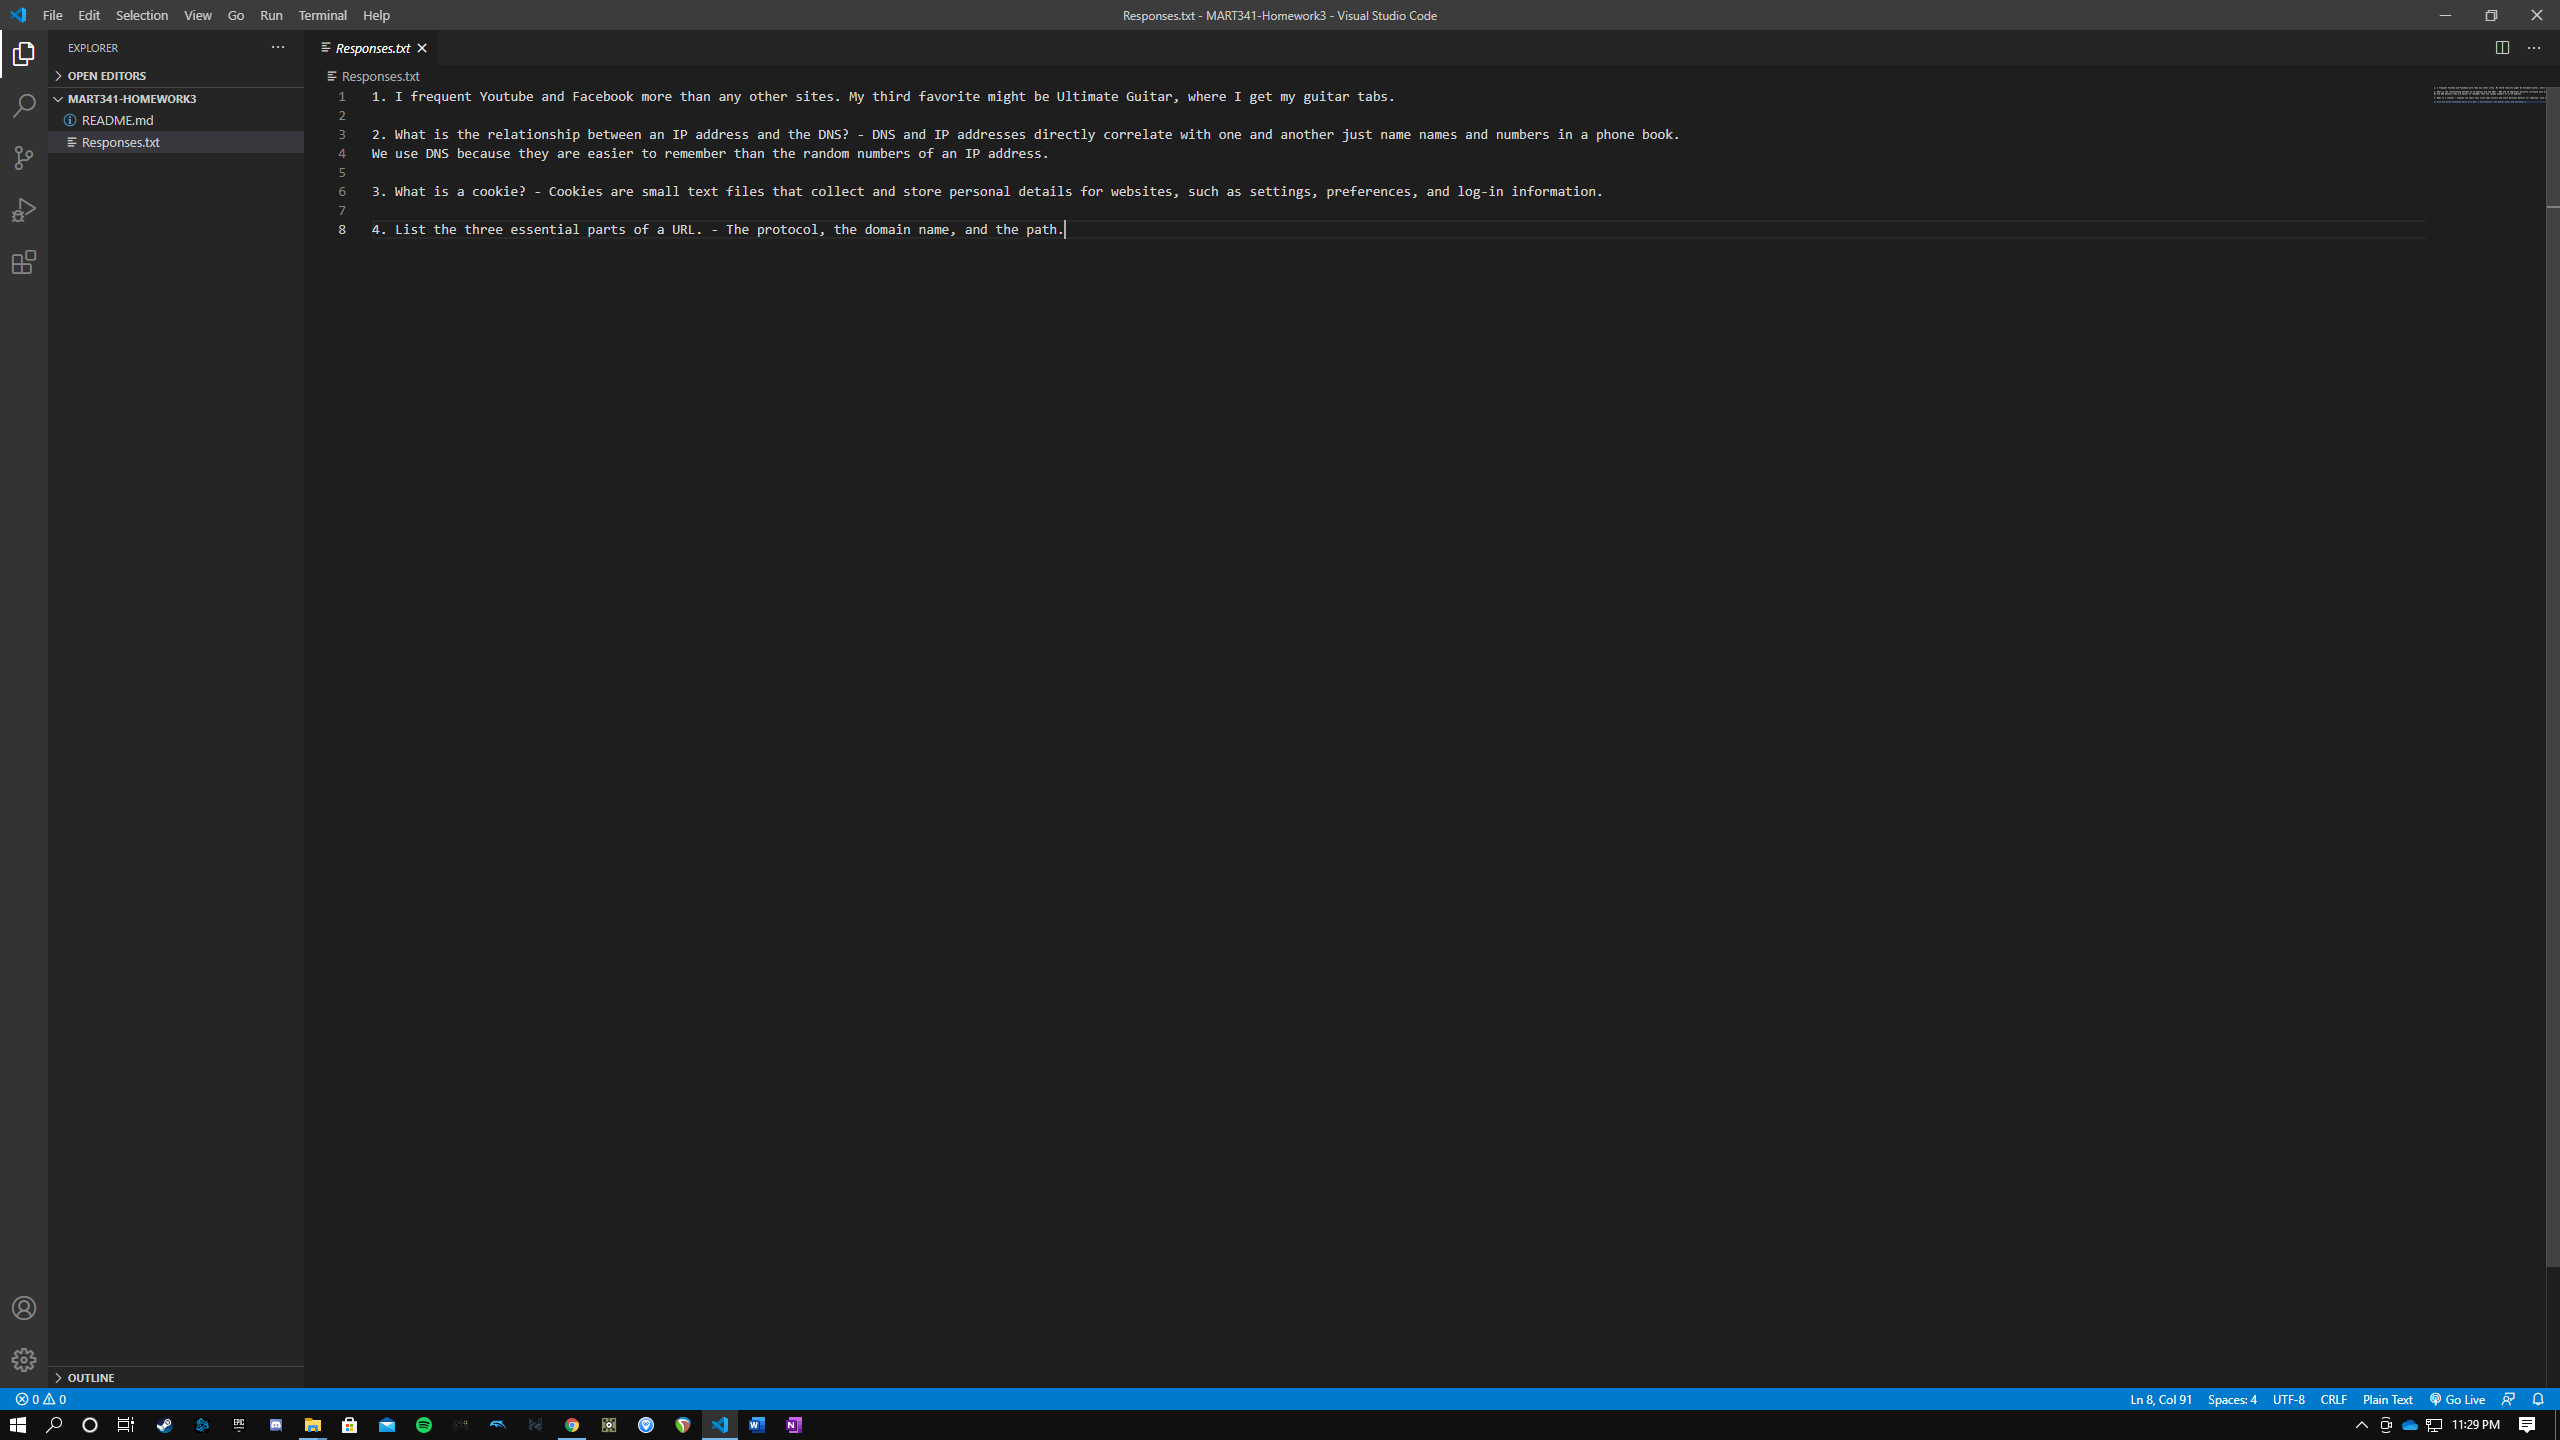 File Edit Selection View Go Run Terminal Help Responses.txt - MART341-Homework3 - Visual Studio Code
EXPLORER
Responses.txt
OPEN EDITORS
Responses.txt
MART341-HOMEWORK3
README.md
Responses.txt
1 1. I frequent Youtube and Facebook more than any other sites. My third favorite might be Ultimate Guitar, where I get my guitar tabs.
2
3 2. What is the relationship between an IP address and the DNS? - DNS and IP addresses directly correlate with one and another just name names and numbers in a phone book.
4 We use DNS because they are easier to remember than the random numbers of an IP address.
5
6 3. What is a cookie? - Cookies are small text files that collect and store personal details for websites, such as settings, preferences, and log-in information.
7
8 4. List the three essential parts of a URL. - The protocol, the domain name, and the path.
OUTLINE
0 0 Ln 8, Col 91 Spaces: 4 UTF-8 CRLF Plain Text Go Live
EPIC 11:29 PM